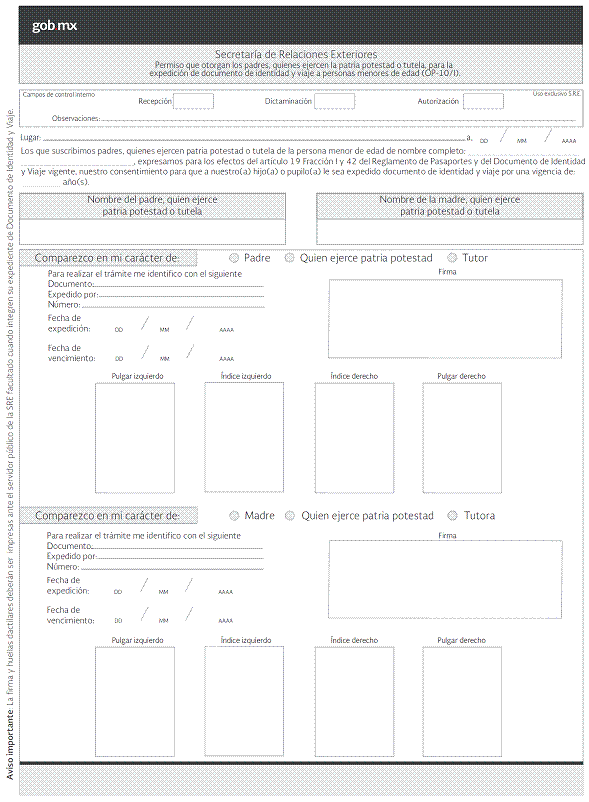 gob mx
Secretaría de Relaciones Exteriores
Permiso que otorgan los padres, quienes ejercen la patria potestad o tutela, para la
expedición de documento de identidad y viaje a personas menores de edad (OP-10/I).
Campos de control interno
Uso exclusivo S.R.E.
Recepción
Dictaminación
Autorización
Observaciones:
Lugar: a, DD / MM / AAAA
Los que suscribimos padres, quienes ejercen patria potestad o tutela de la persona menor de edad de nombre completo:
, expresamos para los efectos del artículo 19 Fracción I y 42 del Reglamento de Pasaportes y del Documento de Identidad
y Viaje vigente, nuestro consentimiento para que a nuestro(a) hijo(a) o pupilo(a) le sea expedido documento de identidad y viaje por una vigencia de:
año(s).
Nombre del padre, quien ejerce
patria potestad o tutela
Nombre de la madre, quien ejerce
patria potestad o tutela
Comparezco en mi carácter de: Padre Quien ejerce patria potestad Tutor
Para realizar el trámite me identifico con el siguiente
Documento:
Expedido por:
Número:
Firma
Fecha de
expedición: DD / MM / AAAA
Fecha de
vencimiento: DD / MM / AAAA
Pulgar izquierdo
Índice izquierdo
Índice derecho
Pulgar derecho
Comparezco en mi carácter de: Madre Quien ejerce patria potestad Tutora
Para realizar el trámite me identifico con el siguiente
Documento:
Expedido por:
Número:
Firma
Fecha de
expedición: DD / MM / AAAA
Fecha de
vencimiento: DD / MM / AAAA
Pulgar izquierdo
Índice izquierdo
Índice derecho
Pulgar derecho
Aviso importante: La firma y huellas dactilares deberán ser impresas ante el servidor público de la SRE facultado cuando integren su expediente de Documento de Identidad y Viaje.